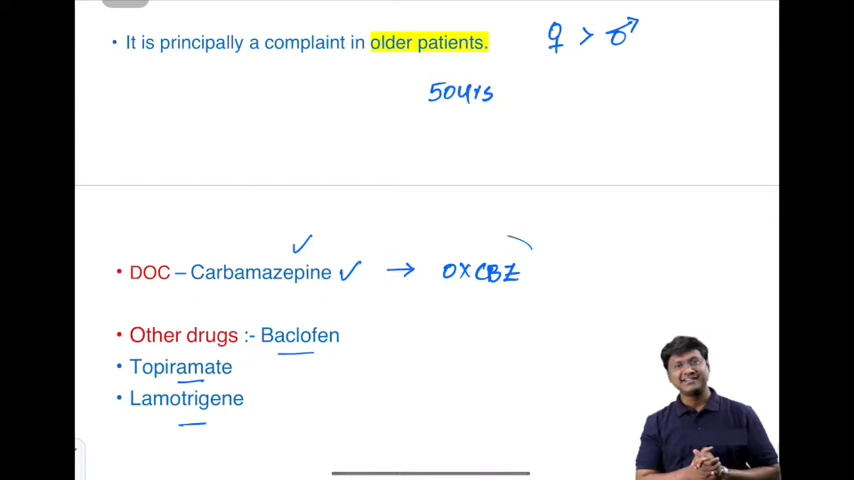 • It is principally a complaint in older patients. ♀ > ♂
50yrs
• DOC – Carbamazepine ✓ → OXCBZ
• Other drugs :- Baclofen
• Topiramate
• Lamotrigene